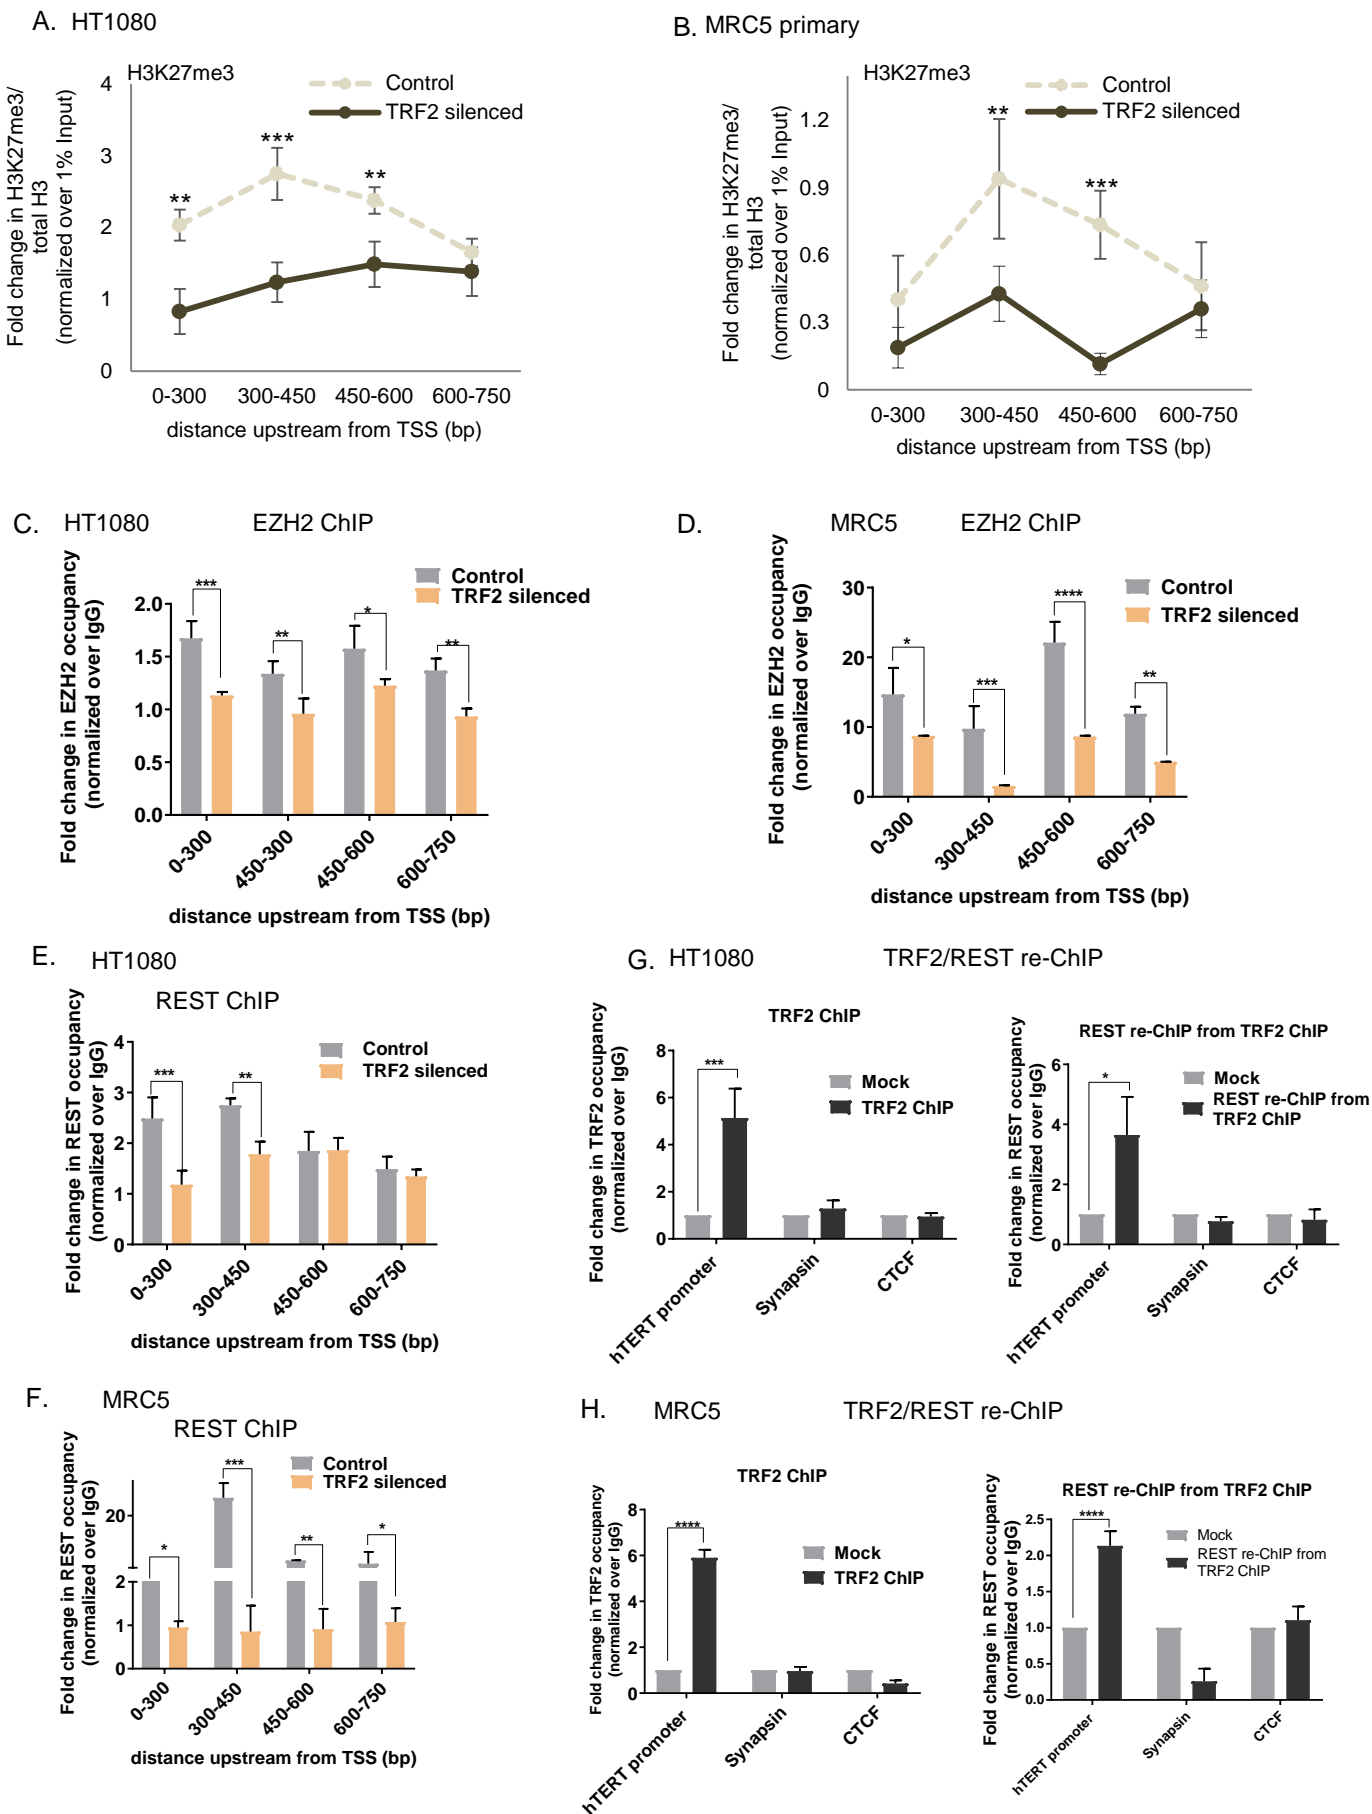 A. HT1080
H3K27me3
Control
TRF2 silenced
Fold change in H3K27me3/
total H3
(normalized over 1% Input)
4
3
2
1
0
**
***
**
0-300 300-450 450-600 600-750
distance upstream from TSS (bp)
B. MRC5 primary
H3K27me3
Control
TRF2 silenced
Fold change in H3K27me3/
total H3
(normalized over 1% Input)
1.2
0.9
0.6
0.3
0
**
***
0-300 300-450 450-600 600-750
distance upstream from TSS (bp)
C. HT1080 EZH2 ChIP
Control
TRF2 silenced
Fold change in EZH2 occupancy
(normalized over IgG)
2.0
1.5
1.0
0.5
0.0
***
**
*
**
0-300 450-300 450-600 600-750
distance upstream from TSS (bp)
D. MRC5 EZH2 ChIP
Control
TRF2 silenced
Fold change in EZH2 occupancy
(normalized over IgG)
30
20
10
0
*
***
****
**
0-300 300-450 450-600 600-750
distance upstream from TSS (bp)
E. HT1080
REST ChIP
Control
TRF2 silenced
Fold change in REST occupancy
(normalized over IgG)
4
3
2
1
0
***
**
0-300 300-450 450-600 600-750
distance upstream from TSS (bp)
G. HT1080 TRF2/REST re-ChIP
TRF2 ChIP
Mock
TRF2 ChIP
Fold change in TRF2 occupancy
(normalized over IgG)
8
6
4
2
0
***
hTERT promoter Synapsin CTCF
REST re-ChIP from TRF2 ChIP
Mock
REST re-ChIP from
TRF2 ChIP
Fold change in REST occupancy
(normalized over IgG)
6
4
2
0
*
hTERT promoter Synapsin CTCF
F. MRC5
REST ChIP
Control
TRF2 silenced
Fold change in REST occupancy
(normalized over IgG)
20
2
1
0
*
***
**
*
0-300 300-450 450-600 600-750
distance upstream from TSS (bp)
H. MRC5 TRF2/REST re-ChIP
TRF2 ChIP
Mock
TRF2 ChIP
Fold change in TRF2 occupancy
(normalized over IgG)
8
6
4
2
0
****
hTERT promoter Synapsin CTCF
REST re-ChIP from TRF2 ChIP
Mock
REST re-ChIP from
TRF2 ChIP
Fold change in REST occupancy
(normalized over IgG)
2.5
2.0
1.5
1.0
0.5
0.0
****
hTERT promoter Synapsin CTCF